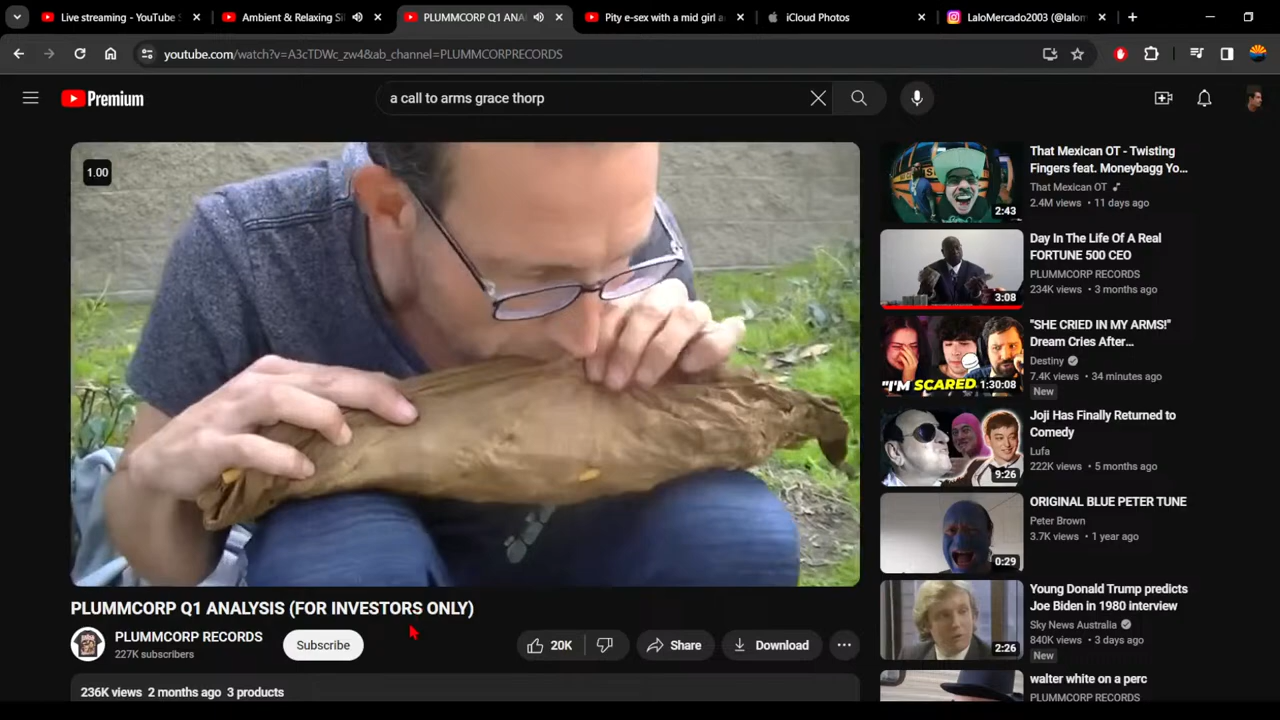 Live streaming - YouTube S
Ambient & Relaxing Si
PLUMMCORP Q1 ANA
Pity e-sex with a mid girl a
iCloud Photos
LaloMercado2003 (@lalom
youtube.com/watch?v=A3cTDWc_zw4&ab_channel=PLUMMCORPRECORDS
Premium
a call to arms grace thorp
1.00
PLUMMCORP Q1 ANALYSIS (FOR INVESTORS ONLY)
PLUMMCORP RECORDS
227K subscribers
Subscribe
20K
Share
Download
236K views 2 months ago 3 products
2:43
That Mexican OT - Twisting
Fingers feat. Moneybagg Yo...
That Mexican OT
2.4M views • 11 days ago
3:08
Day In The Life Of A Real
FORTUNE 500 CEO
PLUMMCORP RECORDS
234K views • 3 months ago
"I'M SCARED
1:30:08
"SHE CRIED IN MY ARMS!"
Dream Cries After...
Destiny
7.4K views • 34 minutes ago
New
9:26
Joji Has Finally Returned to
Comedy
Lufa
222K views • 5 months ago
0:29
ORIGINAL BLUE PETER TUNE
Peter Brown
3.7K views • 1 year ago
2:26
Young Donald Trump predicts
Joe Biden in 1980 interview
Sky News Australia
840K views • 3 days ago
New
walter white on a perc
PLUMMCORP RECORDS